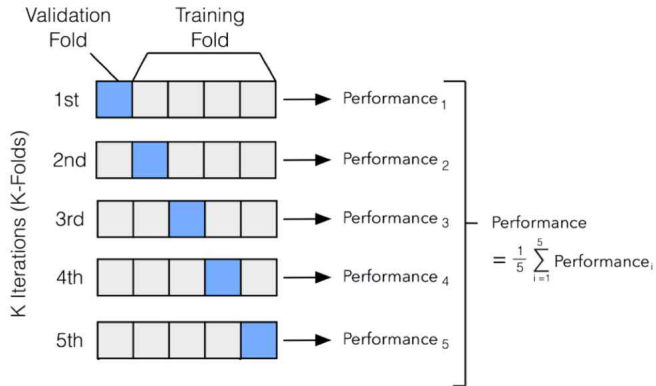 Validation Fold
Training Fold
K Iterations (K-Folds)
1st
Performance 1
2nd
Performance 2
3rd
Performance 3
4th
Performance 4
5th
Performance 5
Performance
= 1/5 5 ∑ i=1 Performance i